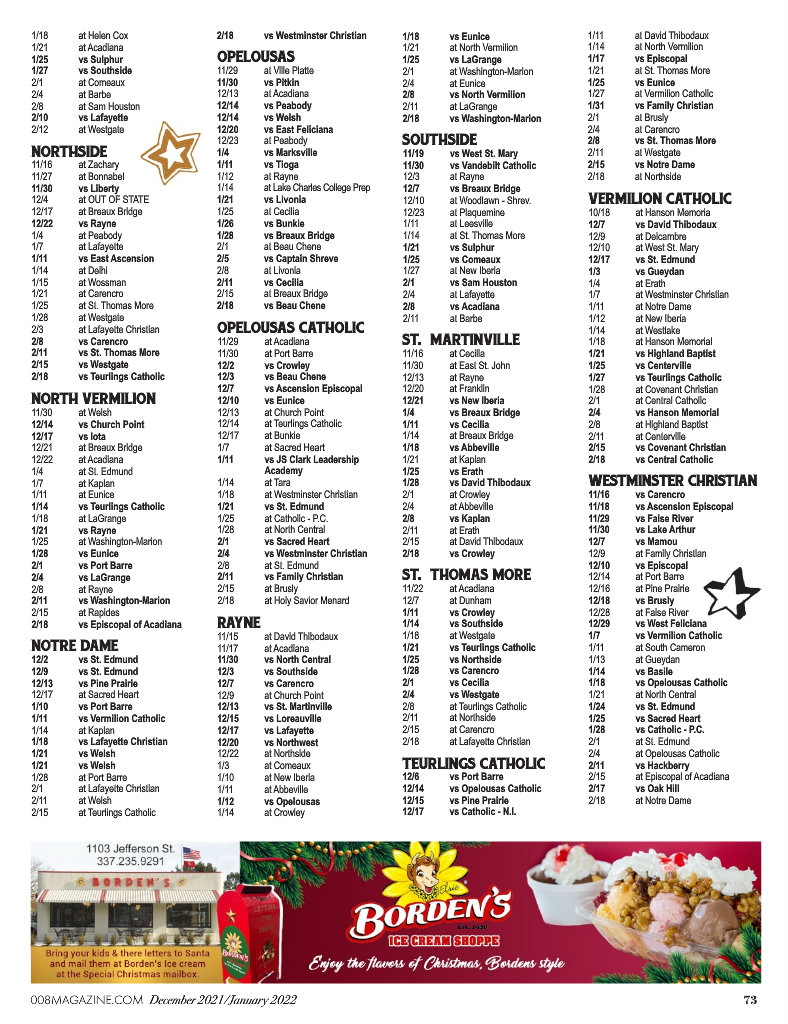 1/18 at Helen Cox
1/21 at Acadiana
1/25 vs Sulphur
1/27 vs Southside
2/1 at Comeaux
2/4 at Barbe
2/8 at Sam Houston
2/10 vs Lafayette
2/12 at Westgate
NORTHSIDE
11/16 at Zachary
11/27 at Bonnabel
11/30 vs Liberty
12/4 at OUT OF STATE
12/17 at Breaux Bridge
12/22 vs Rayne
1/4 at Peabody
1/7 at Lafayette
1/11 vs East Ascension
1/14 at Delhi
1/15 at Wossman
1/21 at Carencro
1/25 at St. Thomas More
1/28 at Westgate
2/3 at Lafayette Christian
2/8 vs Carencro
2/11 vs St. Thomas More
2/15 vs Westgate
2/18 vs Teurlings Catholic
NORTH VERMILION
11/30 at Welsh
12/14 vs Church Point
12/17 vs Iota
12/21 at Breaux Bridge
12/22 at Acadiana
1/4 at St. Edmund
1/7 at Kaplan
1/11 at Eunice
1/14 vs Teurlings Catholic
1/18 at LaGrange
1/21 vs Rayne
1/25 at Washington-Marion
1/28 vs Eunice
2/1 vs Port Barre
2/4 vs LaGrange
2/8 at Rayne
2/11 vs Washington-Marion
2/15 at Rapides
2/18 vs Episcopal of Acadiana
NOTRE DAME
12/2 vs St. Edmund
12/9 vs St. Edmund
12/13 vs Pine Prairie
12/17 at Sacred Heart
1/10 vs Port Barre
1/11 vs Vermilion Catholic
1/14 at Kaplan
1/18 vs Lafayette Christian
1/21 vs Welsh
1/21 vs Welsh
1/28 at Port Barre
2/1 at Lafayette Christian
2/11 at Welsh
2/15 at Teurlings Catholic
2/18 vs Westminster Christian
OPELOUSAS
11/29 at Ville Platte
11/30 vs Pitkin
12/13 at Acadiana
12/14 vs Peabody
12/14 vs Welsh
12/20 vs East Feliciana
12/23 at Peabody
1/4 vs Marksville
1/11 vs Tioga
1/12 at Rayne
1/14 at Lake Charles College Prep
1/21 vs Livonia
1/25 at Cecilia
1/26 vs Bunkie
1/28 vs Breaux Bridge
2/1 at Beau Chene
2/5 vs Captain Shreve
2/8 at Livonia
2/11 vs Cecilia
2/15 at Breaux Bridge
2/18 vs Beau Chene
OPELOUSAS CATHOLIC
11/29 at Acadiana
11/30 at Port Barre
12/2 vs Crowley
12/3 vs Beau Chene
12/7 vs Ascension Episcopal
12/10 vs Eunice
12/13 at Church Point
12/14 at Teurlings Catholic
12/17 at Bunkie
1/7 at Sacred Heart
1/11 vs JS Clark Leadership
Academy
1/14 at Tara
1/18 at Westminster Christian
1/21 vs St. Edmund
1/25 at Catholic - P.C.
1/28 at North Central
2/1 vs Sacred Heart
2/4 vs Westminster Christian
2/8 at St. Edmund
2/11 vs Family Christian
2/15 at Brusly
2/18 at Holy Savior Menard
RAYNE
11/15 at David Thibodaux
11/17 at Acadiana
11/30 vs North Central
12/3 vs Southside
12/7 vs Carencro
12/9 at Church Point
12/13 vs St. Martinville
12/15 vs Loreauville
12/17 vs Lafayette
12/20 vs Northwest
12/22 at Northside
1/3 at Comeaux
1/10 at New Iberia
1/11 at Abbeville
1/12 vs Opelousas
1/14 at Crowley
1/18 vs Eunice
1/21 at North Vermilion
1/25 vs LaGrange
2/1 at Washington-Marion
2/4 at Eunice
2/8 vs North Vermilion
2/11 at LaGrange
2/18 vs Washington-Marion
SOUTHSIDE
11/19 vs West St. Mary
11/30 vs Vandebilt Catholic
12/3 at Rayne
12/7 vs Breaux Bridge
12/10 at Woodlawn - Shrev.
12/23 at Plaquemine
1/11 at Leesville
1/14 at St. Thomas More
1/21 vs Sulphur
1/25 vs Comeaux
1/27 at New Iberia
2/1 vs Sam Houston
2/4 at Lafayette
2/8 vs Acadiana
2/11 at Barbe
ST. MARTINVILLE
11/16 at Cecilia
11/30 at East St. John
12/13 at Rayne
12/20 at Franklin
12/21 vs New Iberia
1/4 vs Breaux Bridge
1/11 vs Cecilia
1/14 at Breaux Bridge
1/18 vs Abbeville
1/21 at Kaplan
1/25 vs Erath
1/28 vs David Thibodaux
2/1 at Crowley
2/4 at Abbeville
2/8 vs Kaplan
2/11 at Erath
2/15 at David Thibodaux
2/18 vs Crowley
ST. THOMAS MORE
11/22 at Acadiana
12/7 at Dunham
1/11 vs Crowley
1/14 vs Southside
1/18 at Westgate
1/21 vs Teurlings Catholic
1/25 vs Northside
1/28 vs Carencro
2/1 vs Cecilia
2/4 vs Westgate
2/8 at Teurlings Catholic
2/11 at Northside
2/15 at Carencro
2/18 at Lafayette Christian
TEURLINGS CATHOLIC
12/6 vs Port Barre
12/14 vs Opelousas Catholic
12/15 vs Pine Prairie
12/17 vs Catholic - N.I.
1/11 at David Thibodaux
1/14 at North Vermilion
1/17 vs Episcopal
1/21 at St. Thomas More
1/25 vs Eunice
1/27 at Vermilion Catholic
1/31 vs Family Christian
2/1 at Brusly
2/4 at Carencro
2/8 vs St. Thomas More
2/11 at Westgate
2/15 vs Notre Dame
2/18 at Northside
VERMILION CATHOLIC
10/18 at Hanson Memoria
12/7 vs David Thibodaux
12/9 at Delcambre
12/10 at West St. Mary
12/17 vs St. Edmund
1/3 vs Gueydan
1/4 at Erath
1/7 at Westminster Christian
1/11 at Notre Dame
1/12 at New Iberia
1/14 at Westlake
1/18 at Hanson Memorial
1/21 vs Highland Baptist
1/25 vs Centerville
1/27 vs Teurlings Catholic
1/28 at Covenant Christian
2/1 at Central Catholic
2/4 vs Hanson Memorial
2/8 at Highland Baptist
2/11 at Centerville
2/15 vs Covenant Christian
2/18 vs Central Catholic
WESTMINSTER CHRISTIAN
11/16 vs Carencro
11/18 vs Ascension Episcopal
11/29 vs False River
11/30 vs Lake Arthur
12/7 vs Mamou
12/9 at Family Christian
12/10 vs Episcopal
12/14 at Port Barre
12/16 at Pine Prairie
12/18 vs Brusly
12/28 at False River
12/29 vs West Feliciana
1/7 vs Vermilion Catholic
1/11 at South Cameron
1/13 at Gueydan
1/14 vs Basile
1/18 vs Opelousas Catholic
1/21 at North Central
1/24 vs St. Edmund
1/25 vs Sacred Heart
1/28 vs Catholic - P.C.
2/1 at St. Edmund
2/4 at Opelousas Catholic
2/11 vs Hackberry
2/15 at Episcopal of Acadiana
2/17 vs Oak Hill
2/18 at Notre Dame
1103 Jefferson St.
337.235.9291
BORDEN'S
Bring your kids & there letters to Santa
and mail them at Borden's Ice cream
at the Special Christmas mailbox.
BORDEN'S
Elsie
BORDEN'S
Est. 1940
ICE CREAM SHOPPE
Enjoy the flavors of Christmas, Bordens style
008MAGAZINE.COM December 2021/January 2022
73